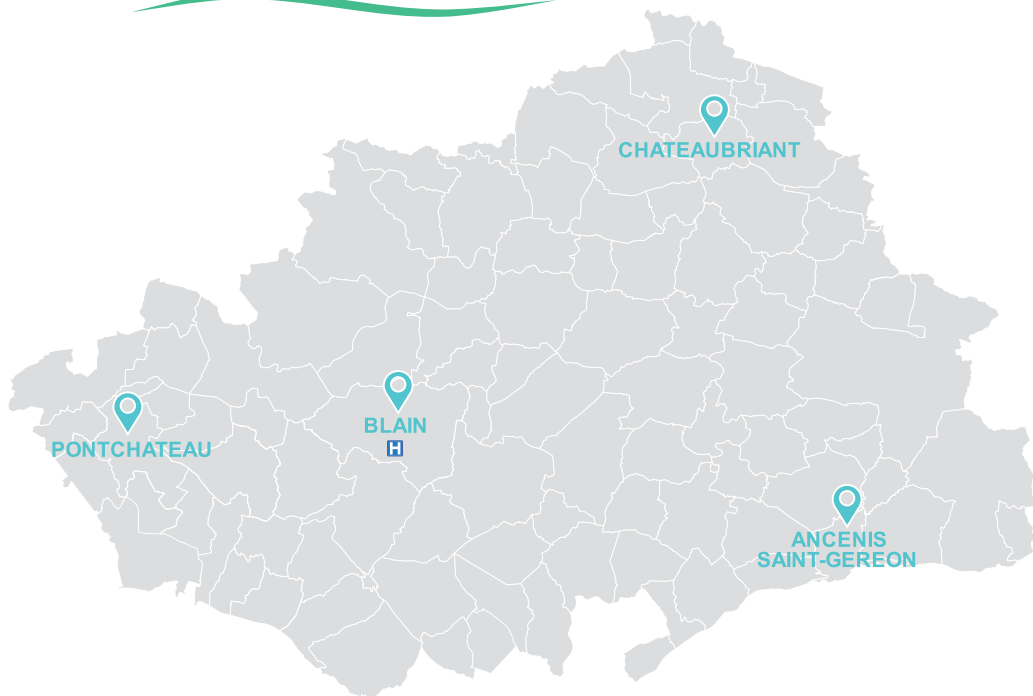 CHATEAUBRIANT
BLAIN
H
PONTCHATEAU
ANCENIS
SAINT-GEREON